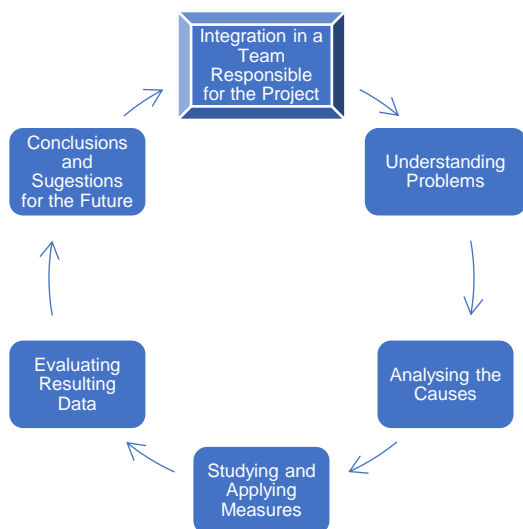 Integration in a
Team
Responsible
for the Project
Understanding
Problems
Analysing the
Causes
Studying and
Applying
Measures
Evaluating
Resulting
Data
Conclusions
and
Sugestions
for the Future